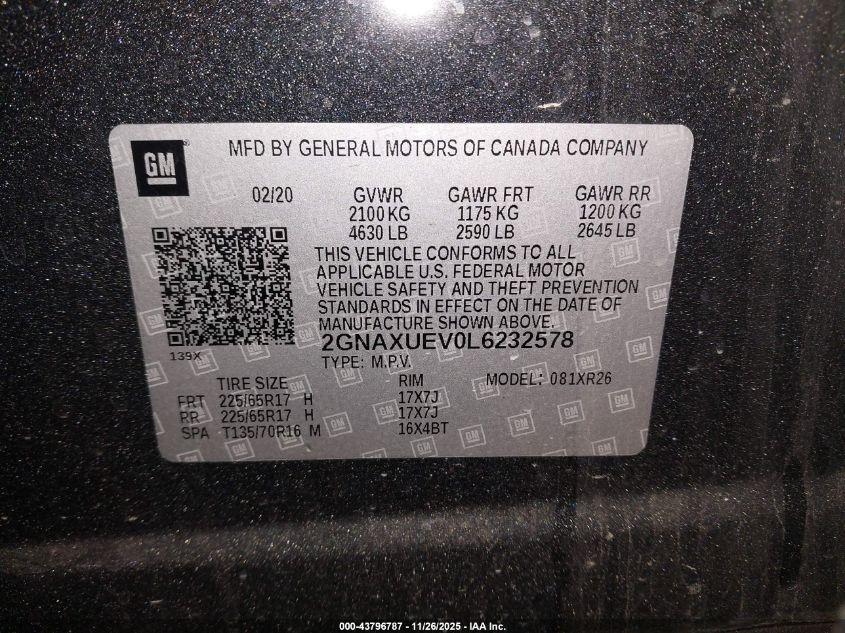 GM
MFD BY GENERAL MOTORS OF CANADA COMPANY
02/20 GVWR GAWR FRT GAWR RR
2100 KG 1175 KG 1200 KG
4630 LB 2590 LB 2645 LB
THIS VEHICLE CONFORMS TO ALL
APPLICABLE U.S. FEDERAL MOTOR
VEHICLE SAFETY AND THEFT PREVENTION
STANDARDS IN EFFECT ON THE DATE OF
MANUFACTURE SHOWN ABOVE.
139X
2GNAXUEV0L6232578
TYPE: M.P.V.
TIRE SIZE RIM MODEL: 081XR26
FRT 225/65R17 H 17X7J
RR 225/65R17 H 17X7J
SPA T135/70R16 M 16X4BT
000-43796787 - 11/26/2025 - IAA Inc.